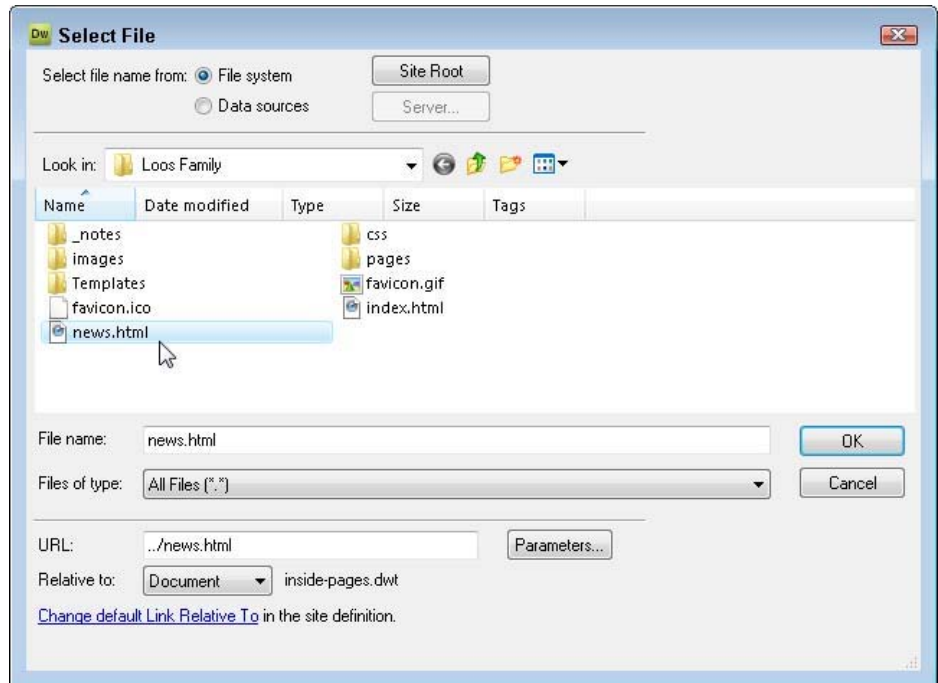 Dw Select File
Select file name from: File system Site Root
Data sources Server...
Look in: Loos Family
Name Date modified Type Size Tags
_notes css
images pages
Templates favicon.gif
favicon.ico index.html
news.html
File name: news.html OK
Files of type: All Files (*.*) Cancel
URL: ../news.html Parameters...
Relative to: Document inside-pages.dwt
Change default Link Relative To in the site definition.